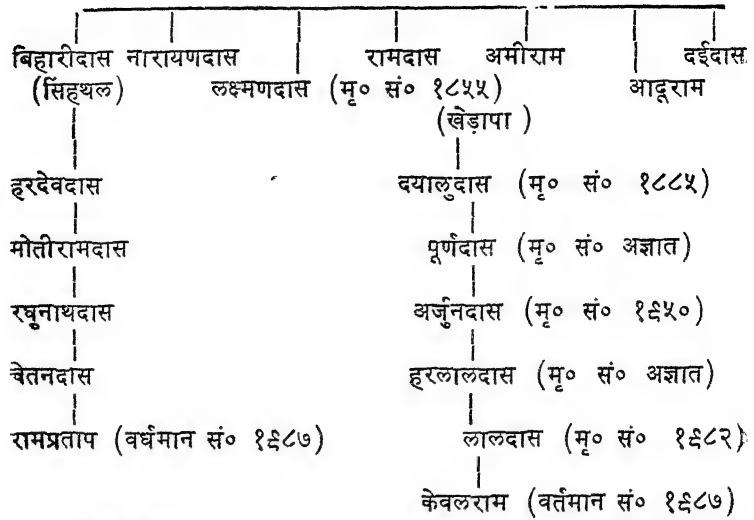 बिहारीदास नारायणदास रामदास अमीराम दईदास
(सिंहथल) लक्ष्मणदास (मृ० सं० १८५५) आदूराम
(खेड़ापा )
हरदेवदास दयालुदास (मृ० सं० १८८५)
मोतीरामदास पूर्णदास (मृ० सं० अज्ञात)
रघुनाथदास अर्जुनदास (मृ० सं० १९५०)
चेतनदास हरलालदास (मृ० सं० अज्ञात)
रामप्रताप (वर्धमान सं० १९८७) लालदास (मृ० सं० १९८२)
केवलराम (वर्तमान सं० १९८७)